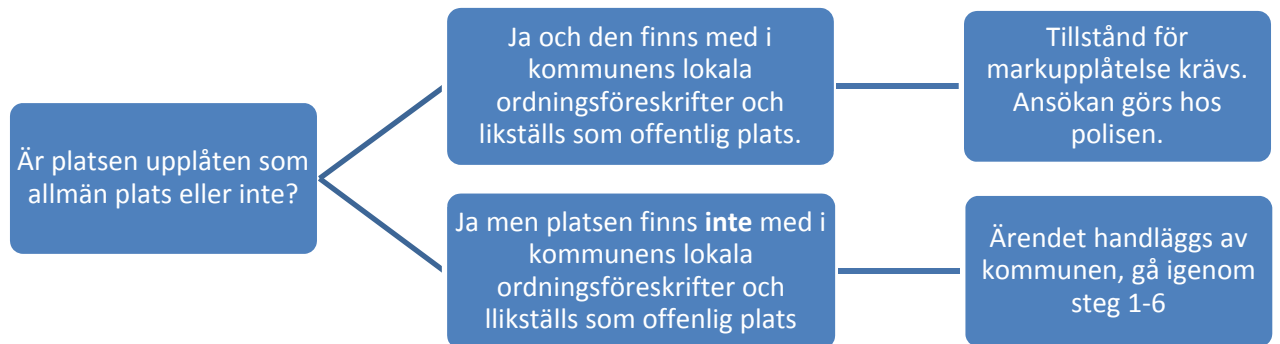 Är platsen upplåten som
allmän plats eller inte?
Ja och den finns med i
kommunens lokala
ordningsföreskrifter och
likställs som offentlig plats.
Tillstånd för
markupplåtelse krävs.
Ansökan görs hos
polisen.
Ja men platsen finns inte med i
kommunens lokala
ordningsföreskrifter och
llikställs som offenlig plats
Ärendet handläggs av
kommunen, gå igenom
steg 1-6